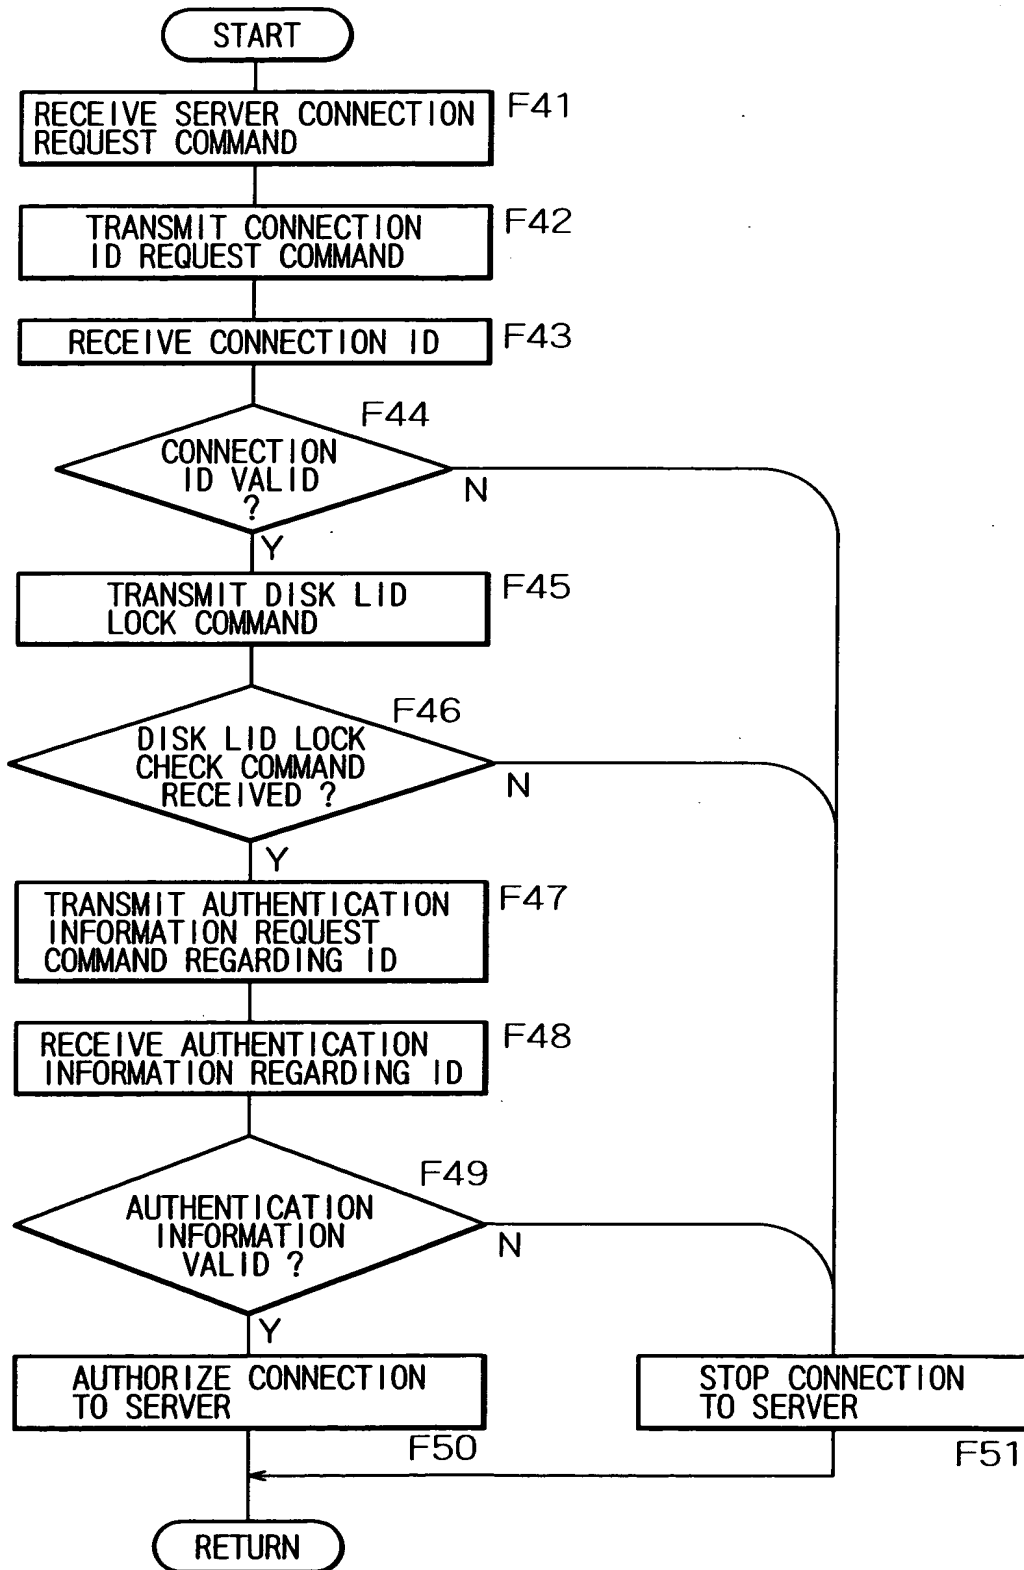 START
RECEIVE SERVER CONNECTION
REQUEST COMMAND
F41
TRANSMIT CONNECTION
ID REQUEST COMMAND
F42
RECEIVE CONNECTION ID
F43
F44
CONNECTION
ID VALID
?
N
Y
TRANSMIT DISK LID
LOCK COMMAND
F45
F46
DISK LID LOCK
CHECK COMMAND
RECEIVED ?
N
Y
TRANSMIT AUTHENTICATION
INFORMATION REQUEST
COMMAND REGARDING ID
F47
RECEIVE AUTHENTICATION
INFORMATION REGARDING ID
F48
F49
AUTHENTICATION
INFORMATION
VALID ?
N
Y
AUTHORIZE CONNECTION
TO SERVER
F50
STOP CONNECTION
TO SERVER
F51
RETURN